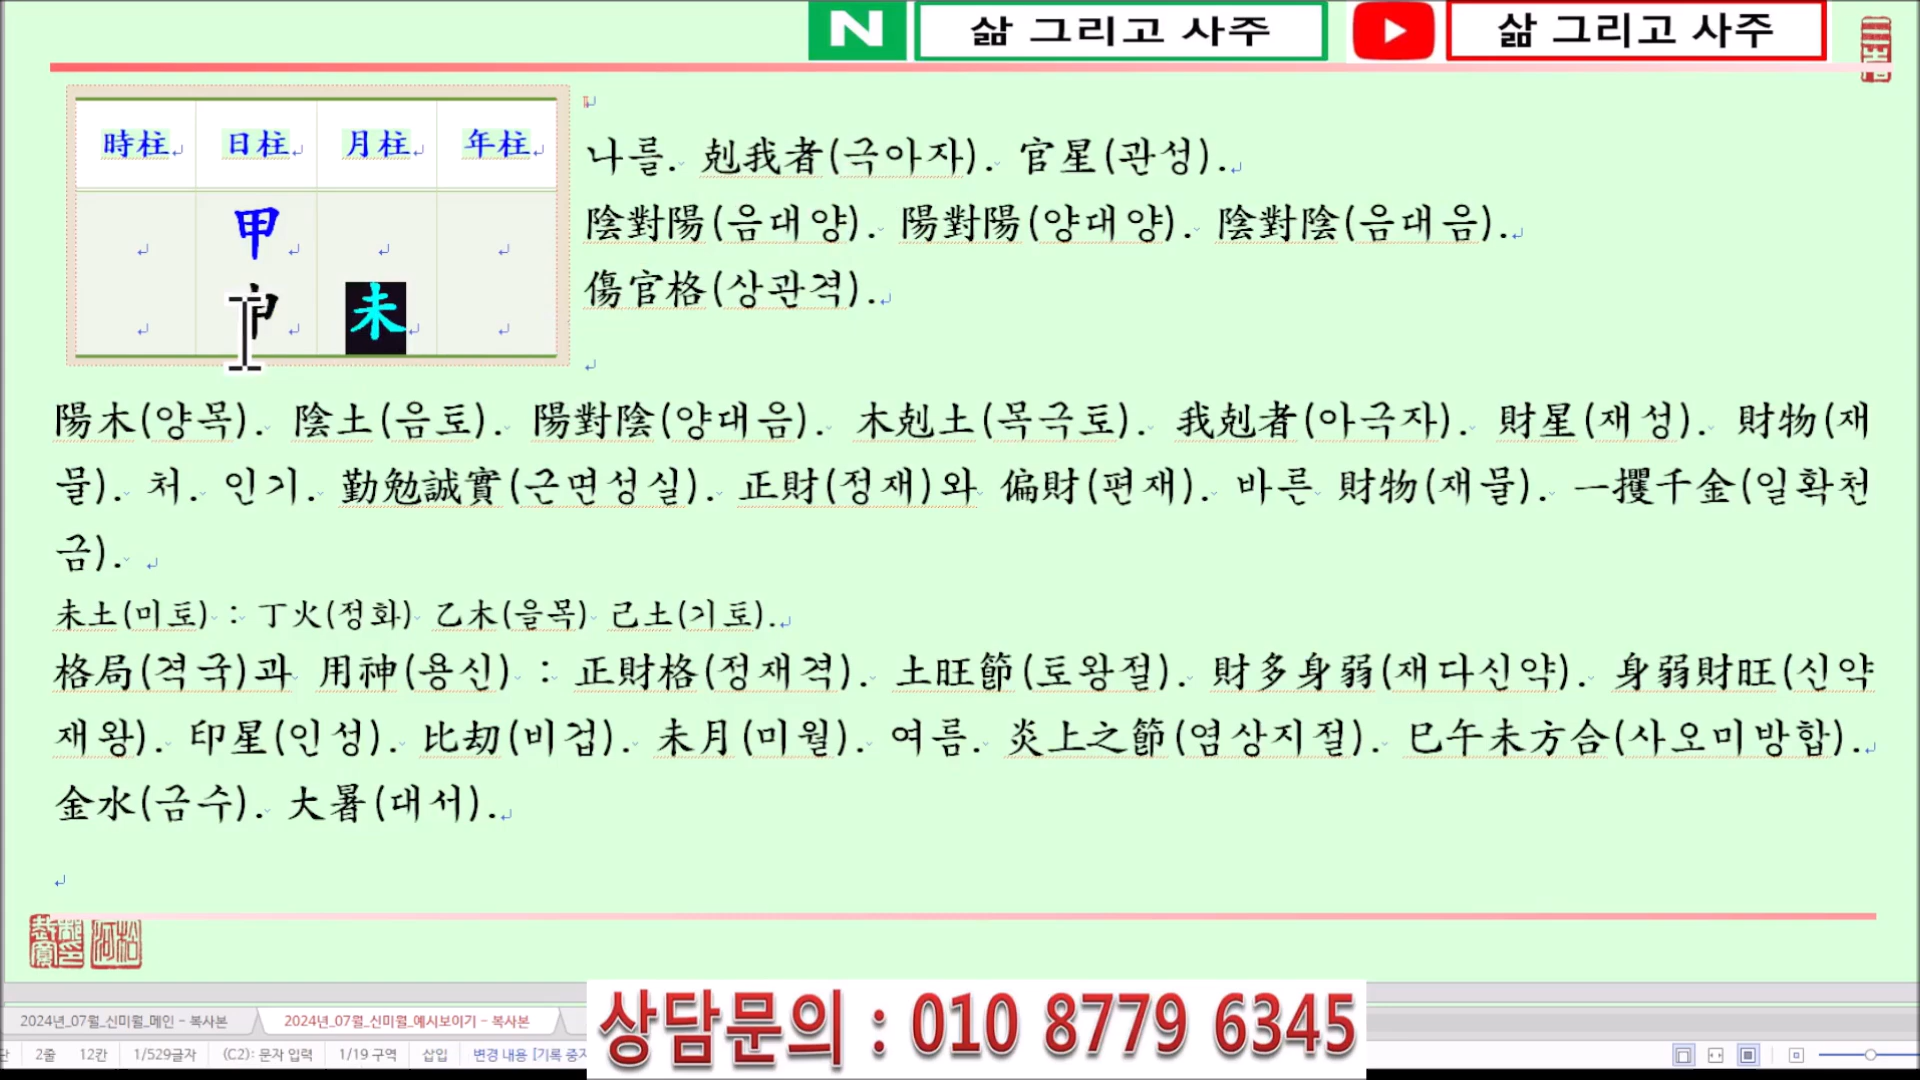 N 삶 그리고 사주 삶 그리고 사주
時柱 日柱 月柱 年柱
甲
未
나를. 剋我者(극아자). 官星(관성).
陰對陽(음대양). 陽對陽(양대양). 陰對陰(음대음).
傷官格(상관격).
陽木(양목). 陰土(음토). 陽對陰(양대음). 木剋土(목극토). 我剋者(아극자). 財星(재성). 財物(재
물). 처. 인기. 勤勉誠實(근면성실). 正財(정재)와 偏財(편재). 바른 財物(재물). 一攫千金(일확천
금).
未土(미토) : 丁火(정화) 乙木(을목) 己土(기토).
格局(격국)과 用神(용신) : 正財格(정재격). 土旺節(토왕절). 財多身弱(재다신약). 身弱財旺(신약
재왕). 印星(인성). 比劫(비겁). 未月(미월). 여름. 炎上之節(염상지절). 巳午未方合(사오미방합).
金水(금수). 大暑(대서).
2024년_07월_신미월_메인 - 복사본 2024년_07월_신미월_예시보이기 - 복사본
단 2줄 12칸 1/529글자 (C2): 문자 입력 1/19 구역 삽입 변경 내용 [기록 중지
상담문의 : 010 8779 6345